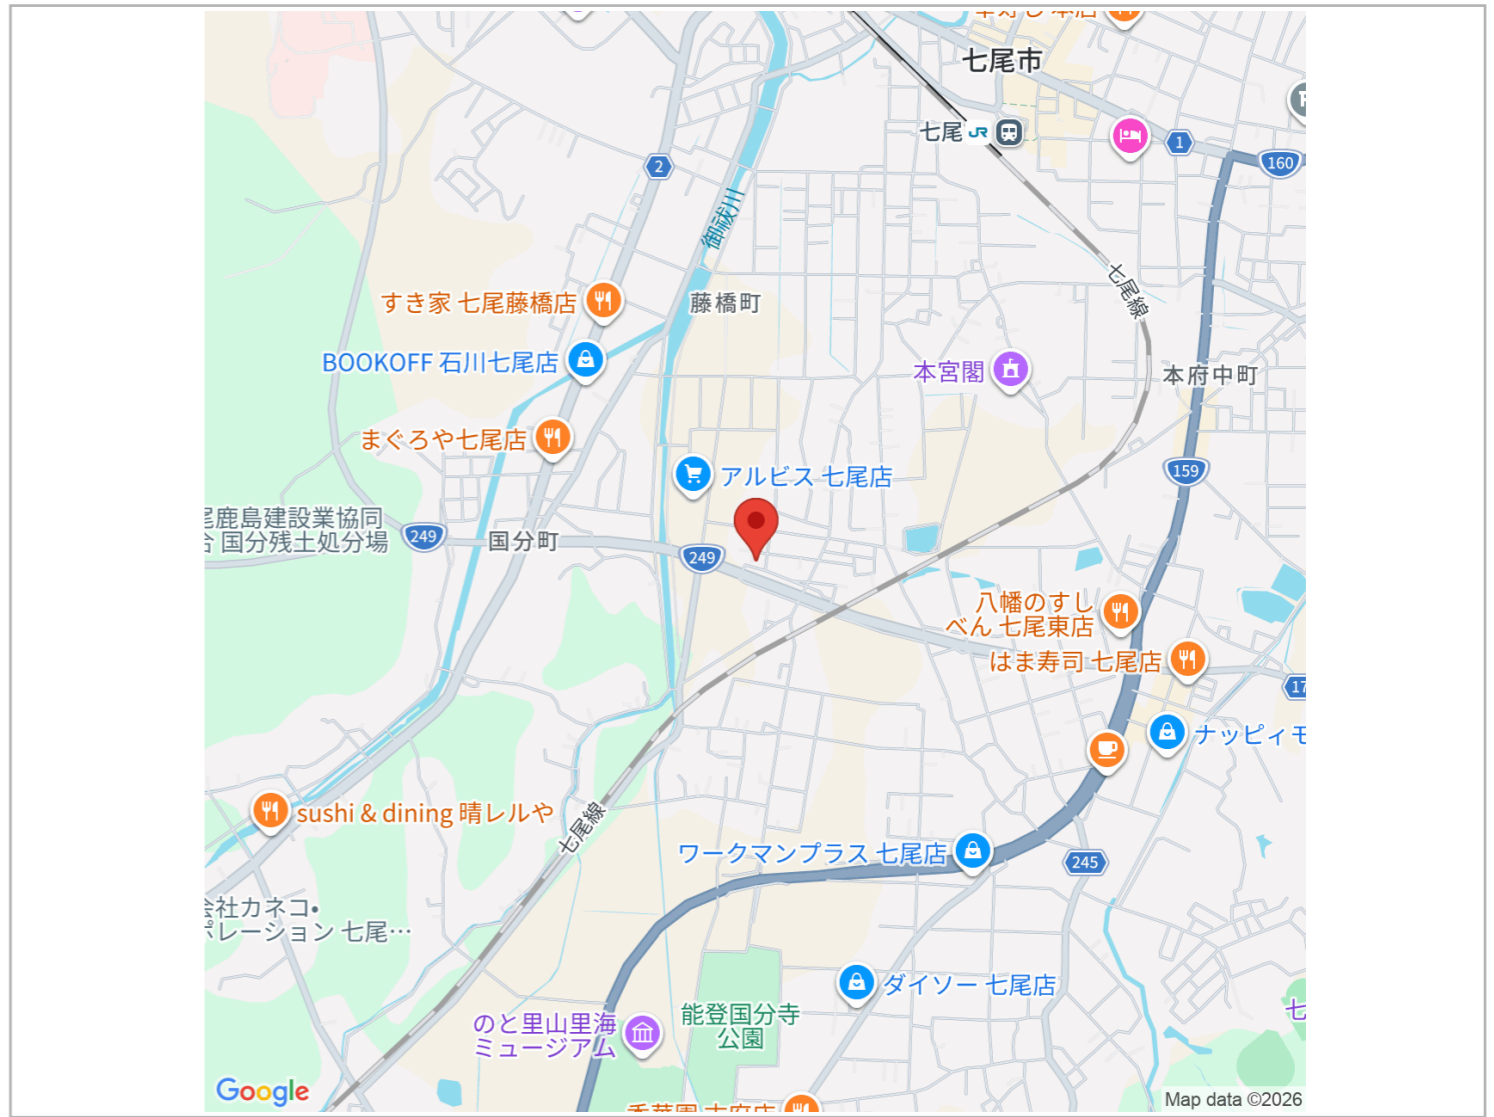 七尾市
七尾
JR
1
160
2
御祓川
七尾線
すき家 七尾藤橋店
藤橋町
BOOKOFF 石川七尾店
本宮閣
本府中町
まぐろや七尾店
アルビス 七尾店
159
尾鹿島建設業協同
国分残土処分場
249
国分町
249
八幡のすし
べん 七尾東店
はま寿司 七尾店
17
ナッピィモ
sushi & dining 晴レルや
七尾線
ワークマンプラス 七尾店
245
会社カネコ•
ポレーション 七尾…
ダイソー 七尾店
能登国分寺
公園
のと里山里海
ミュージアム
七
Google
Map data ©2026